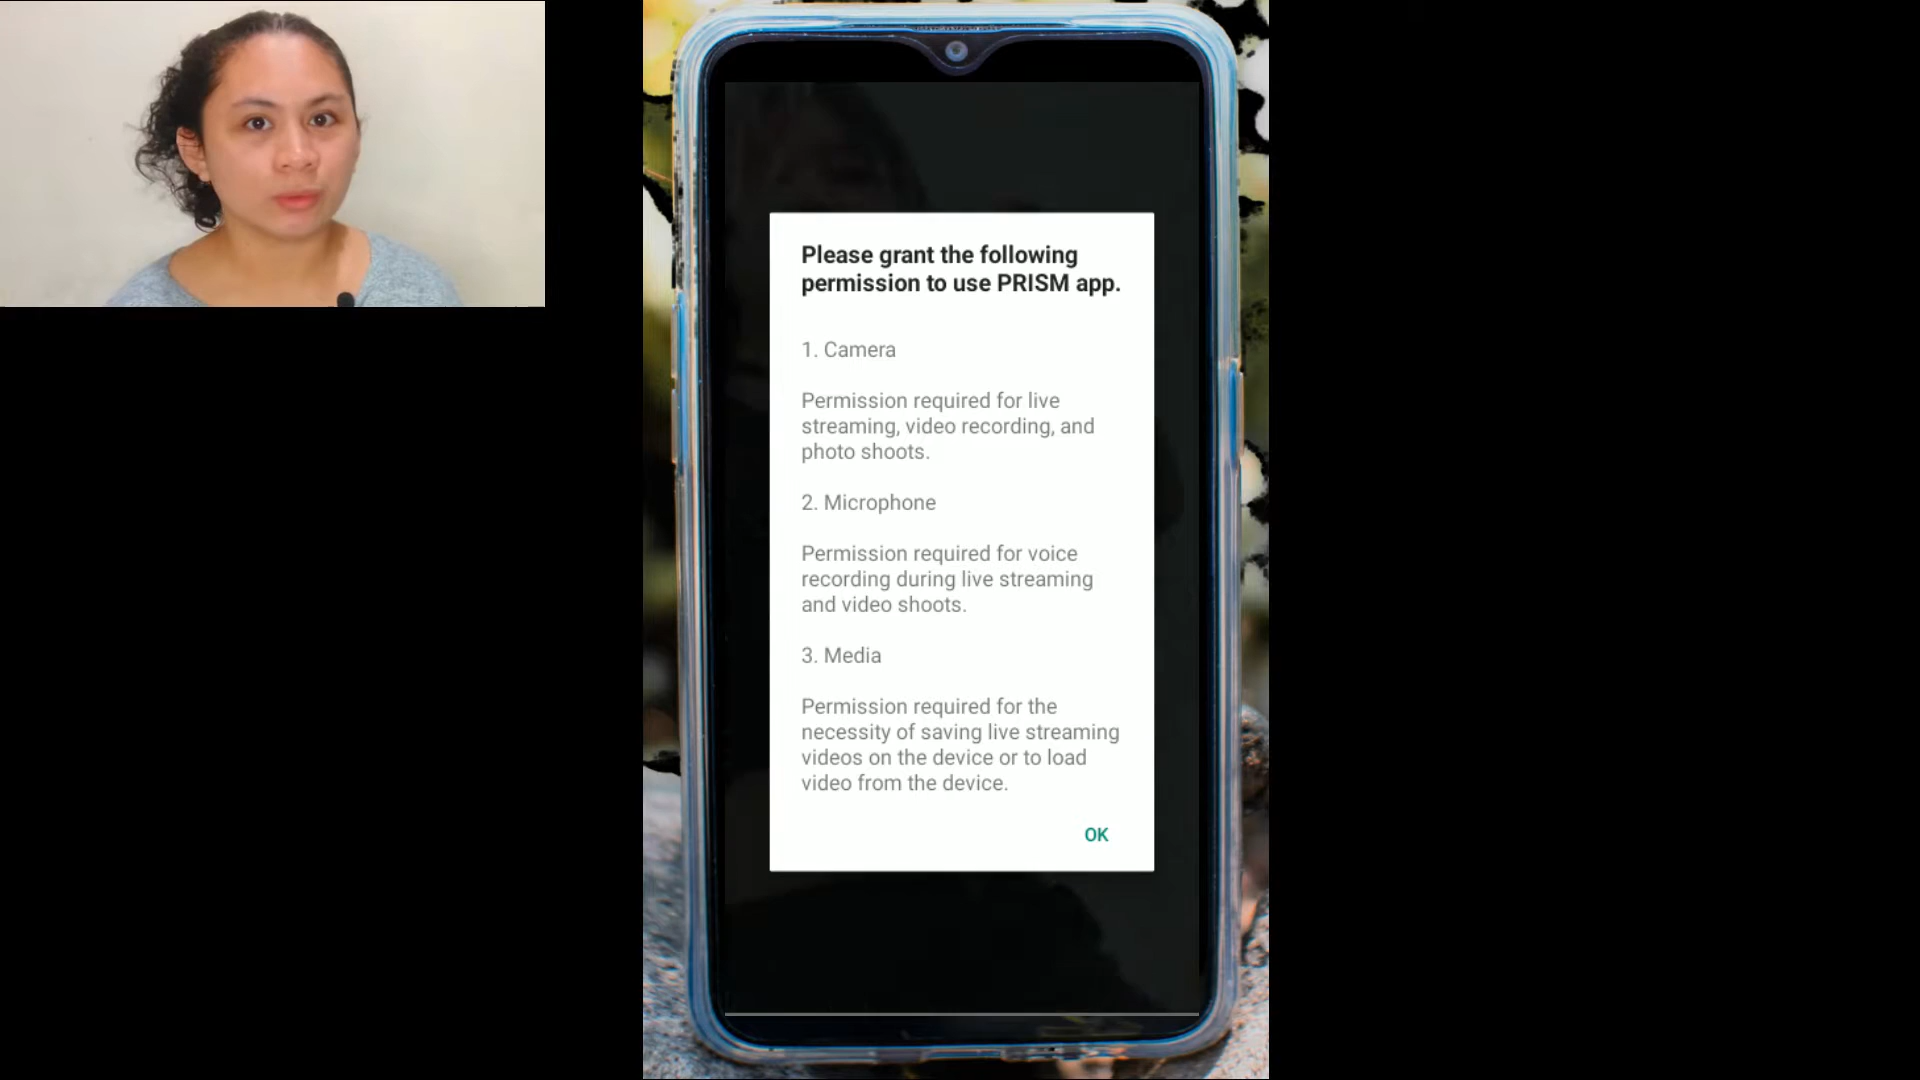 Please grant the following
permission to use PRISM app.
1. Camera
Permission required for live
streaming, video recording, and
photo shoots.
2. Microphone
Permission required for voice
recording during live streaming
and video shoots.
3. Media
Permission required for the
necessity of saving live streaming
videos on the device or to load
video from the device.
OK